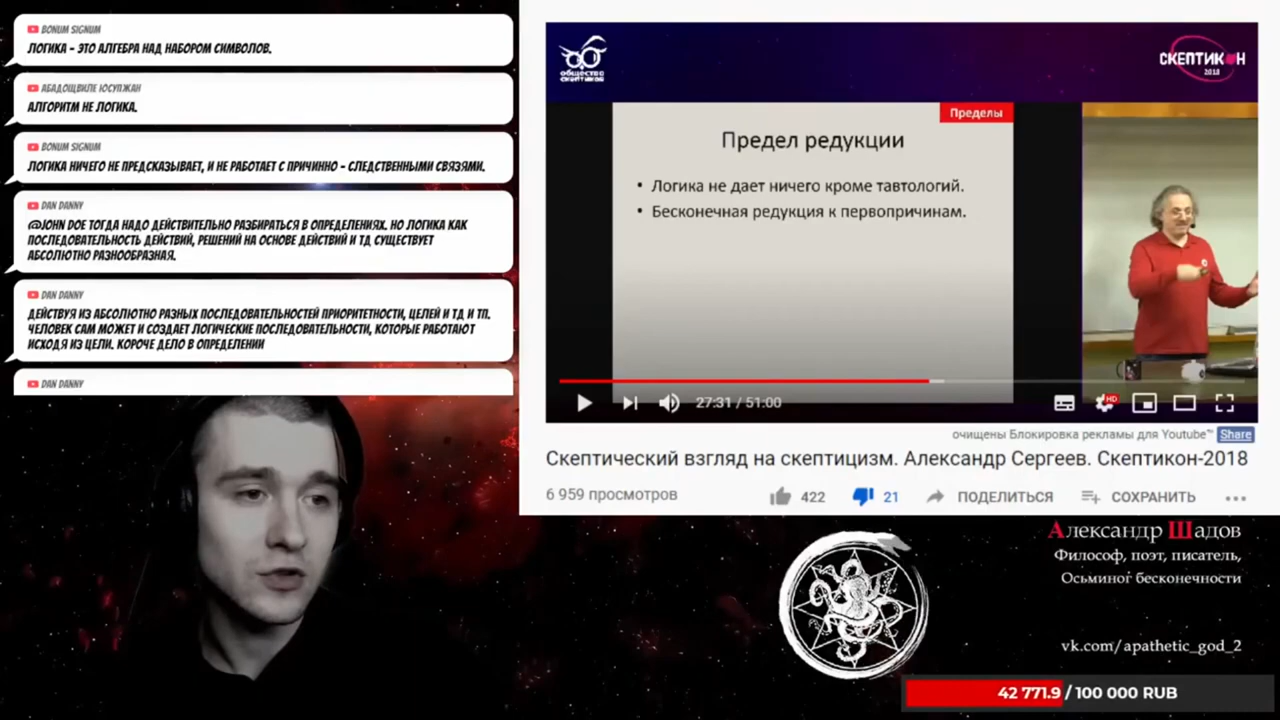 BONUM SIGNUM
ЛОГИКА - ЭТО АЛГЕБРА НАД НАБОРОМ СИМВОЛОВ.
АБАДОЩВИЛЕ ЮСУПЖАН
АЛГОРИТМ НЕ ЛОГИКА.
BONUM SIGNUM
ЛОГИКА НИЧЕГО НЕ ПРЕДСКАЗЫВАЕТ, И НЕ РАБОТАЕТ С ПРИЧИННО - СЛЕДСТВЕННЫМИ СВЯЗЯМИ.
DAN DANNY
@JOHN DOE ТОГДА НАДО ДЕЙСТВИТЕЛЬНО РАЗБИРАТЬСЯ В ОПРЕДЕЛЕНИЯХ. НО ЛОГИКА КАК
ПОСЛЕДОВАТЕЛЬНОСТЬ ДЕЙСТВИЙ, РЕШЕНИЙ НА ОСНОВЕ ДЕЙСТВИЙ И ТД СУЩЕСТВУЕТ
АБСОЛЮТНО РАЗНООБРАЗНАЯ.
DAN DANNY
ДЕЙСТВУЯ ИЗ АБСОЛЮТНО РАЗНЫХ ПОСЛЕДОВАТЕЛЬНОСТЕЙ ПРИОРИТЕТНОСТИ, ЦЕЛЕЙ И ТД И ТП.
ЧЕЛОВЕК САМ МОЖЕТ И СОЗДАЕТ ЛОГИЧЕСКИЕ ПОСЛЕДОВАТЕЛЬНОСТИ, КОТОРЫЕ РАБОТАЮТ
ИСХОДЯ ИЗ ЦЕЛИ. КОРОЧЕ ДЕЛО В ОПРЕДЕЛЕНИИ
DAN DANNY
общество
скептиков
СКЕПТИКОН
2018
Пределы
Предел редукции
• Логика не дает ничего кроме тавтологий.
• Бесконечная редукция к первопричинам.
27:31 / 51:00
HD
очищены Блокировка рекламы для Youtube™ Share
Скептический взгляд на скептицизм. Александр Сергеев. Скептикон-2018
6 959 просмотров
422
21
ПОДЕЛИТЬСЯ
СОХРАНИТЬ
Александр Шадов
Философ, поэт, писатель,
Осьминог бесконечности
vk.com/apathetic_god_2
42 771.9 / 100 000 RUB